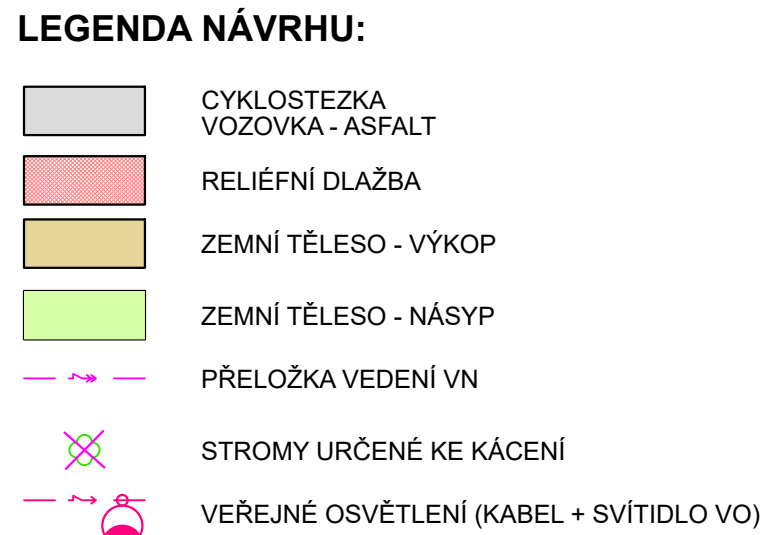 LEGENDA NÁVRHU:
CYKLOSTEZKA
VOZOVKA - ASFALT
RELIÉFNÍ DLAŽBA
ZEMNÍ TĚLESO - VÝKOP
ZEMNÍ TĚLESO - NÁSYP
PŘELOŽKA VEDENÍ VN
STROMY URČENÉ KE KÁCENÍ
VEŘEJNÉ OSVĚTLENÍ (KABEL + SVÍTIDLO VO)